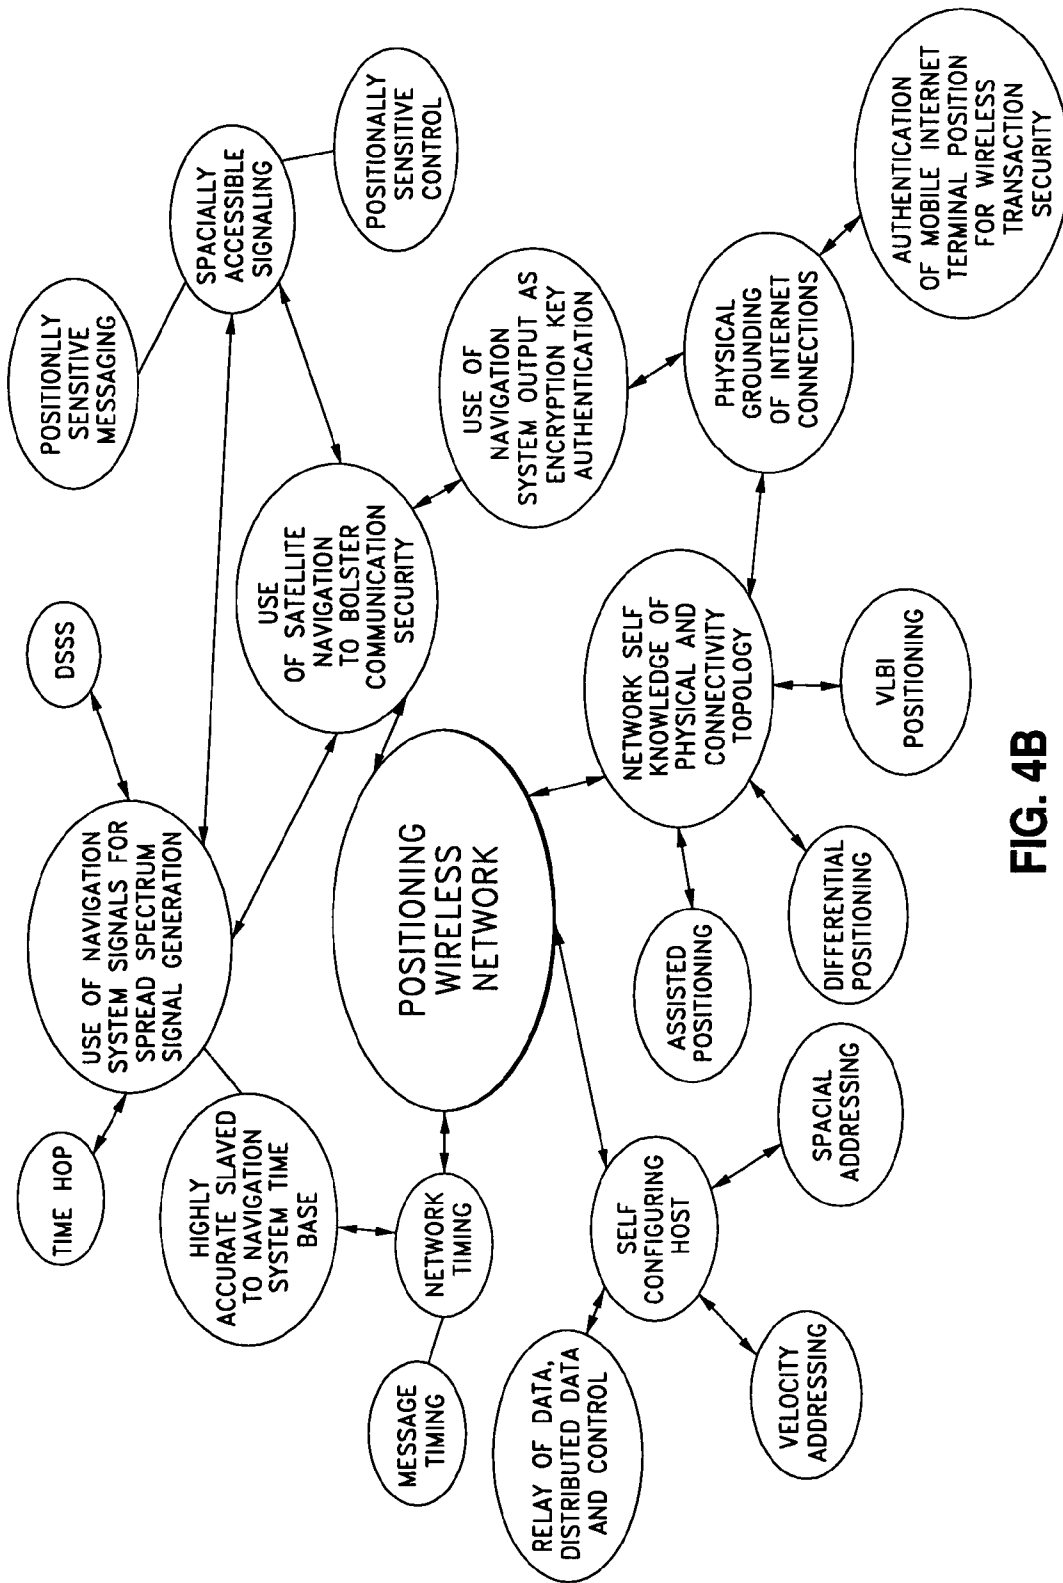 TIME HOP
USE OF NAVIGATION
SYSTEM SIGNALS FOR
SPREAD SPECTRUM
SIGNAL GENERATION
DSSS
POSITIONLLY
SENSITIVE
MESSAGING
SPACIALLY
ACCESSIBLE
SIGNALING
POSITIONALLY
SENSITIVE
CONTROL
HIGHLY
ACCURATE SLAVED
TO NAVIGATION
SYSTEM TIME
BASE
USE
OF SATELLITE
NAVIGATION
TO BOLSTER
COMMUNICATION
SECURITY
MESSAGE
TIMING
NETWORK
TIMING
POSITIONING
WIRELESS
NETWORK
USE OF
NAVIGATION
SYSTEM OUTPUT AS
ENCRYPTION KEY
AUTHENTICATION
RELAY OF DATA,
DISTRIBUTED DATA
AND CONTROL
SELF
CONFIGURING
HOST
ASSISTED
POSITIONING
NETWORK SELF
KNOWLEDGE OF
PHYSICAL AND
CONNECTIVITY
TOPOLOGY
PHYSICAL
GROUNDING
OF INTERNET
CONNECTIONS
VELOCITY
ADDRESSING
SPACIAL
ADDRESSING
DIFFERENTIAL
POSITIONING
VLBI
POSITIONING
AUTHENTICATION
OF MOBILE INTERNET
TERMINAL POSITION
FOR WIRELESS
TRANSACTION
SECURITY
FIG. 4B